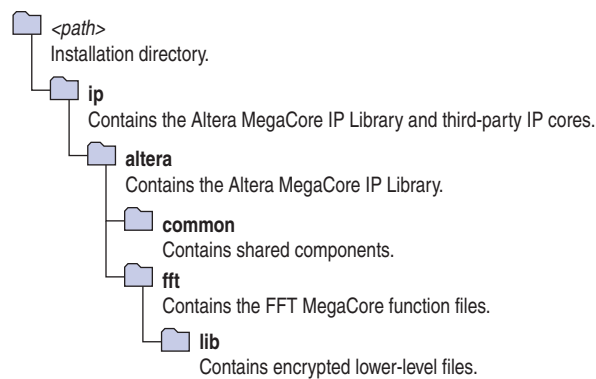 <path>
Installation directory.
ip
Contains the Altera MegaCore IP Library and third-party IP cores.
altera
Contains the Altera MegaCore IP Library.
common
Contains shared components.
fft
Contains the FFT MegaCore function files.
lib
Contains encrypted lower-level files.